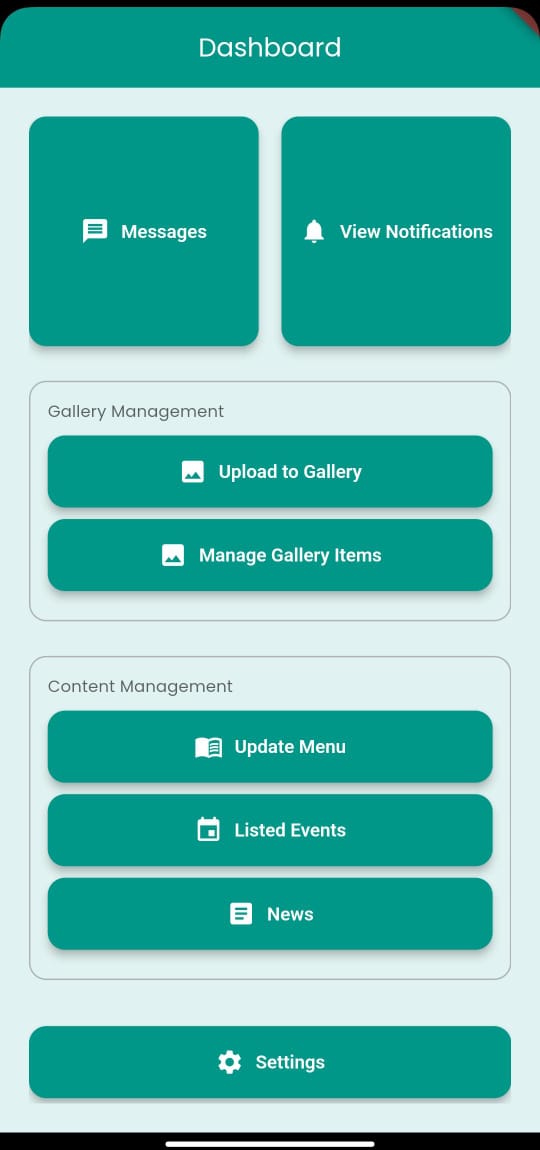 Dashboard
Messages
View Notifications
Gallery Management
Upload to Gallery
Manage Gallery Items
Content Management
Update Menu
Listed Events
News
Settings